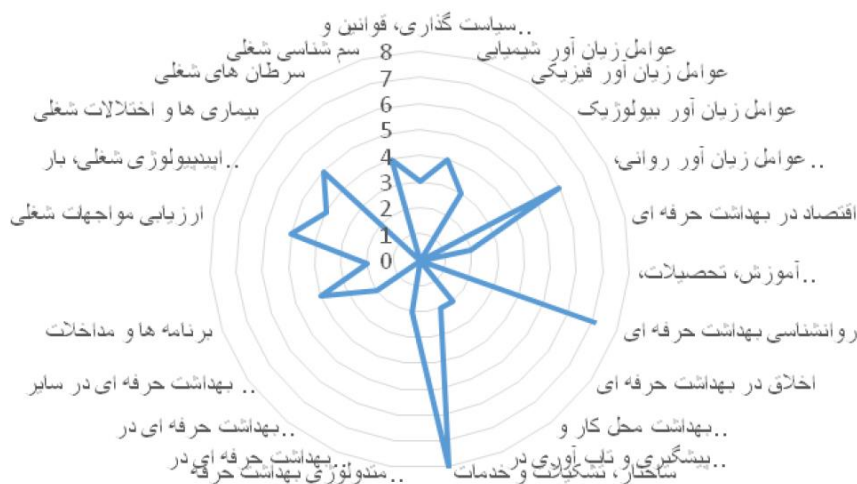 سیاست گذاری، قوانین و..
عوامل زیان آور شیمیایی
عوامل زیان آور فیزیکی
عوامل زیان آور بیولوژیک
عوامل زیان آور روانی،..
اقتصاد در بهداشت حرفه ای
آموزش، تحصیلات،..
روانشناسی بهداشت حرفه ای
اخلاق در بهداشت حرفه ای
بهداشت محل کار و..
پیشگیری و تاب آوری در..
ساختار، تشکیلات و خدمات
متدولوژی بهداشت حرفه..
بهداشت حرفه ای در..
بهداشت حرفه ای در..
بهداشت حرفه ای در سایر..
برنامه ها و مداخلات
ارزیابی مواجهات شغلی
اپیدپیولوژی شغلی، بار..
بیماری ها و اختلالات شغلی
سرطان های شغلی
سم شناسی شغلی
8
7
6
5
4
3
2
1
0